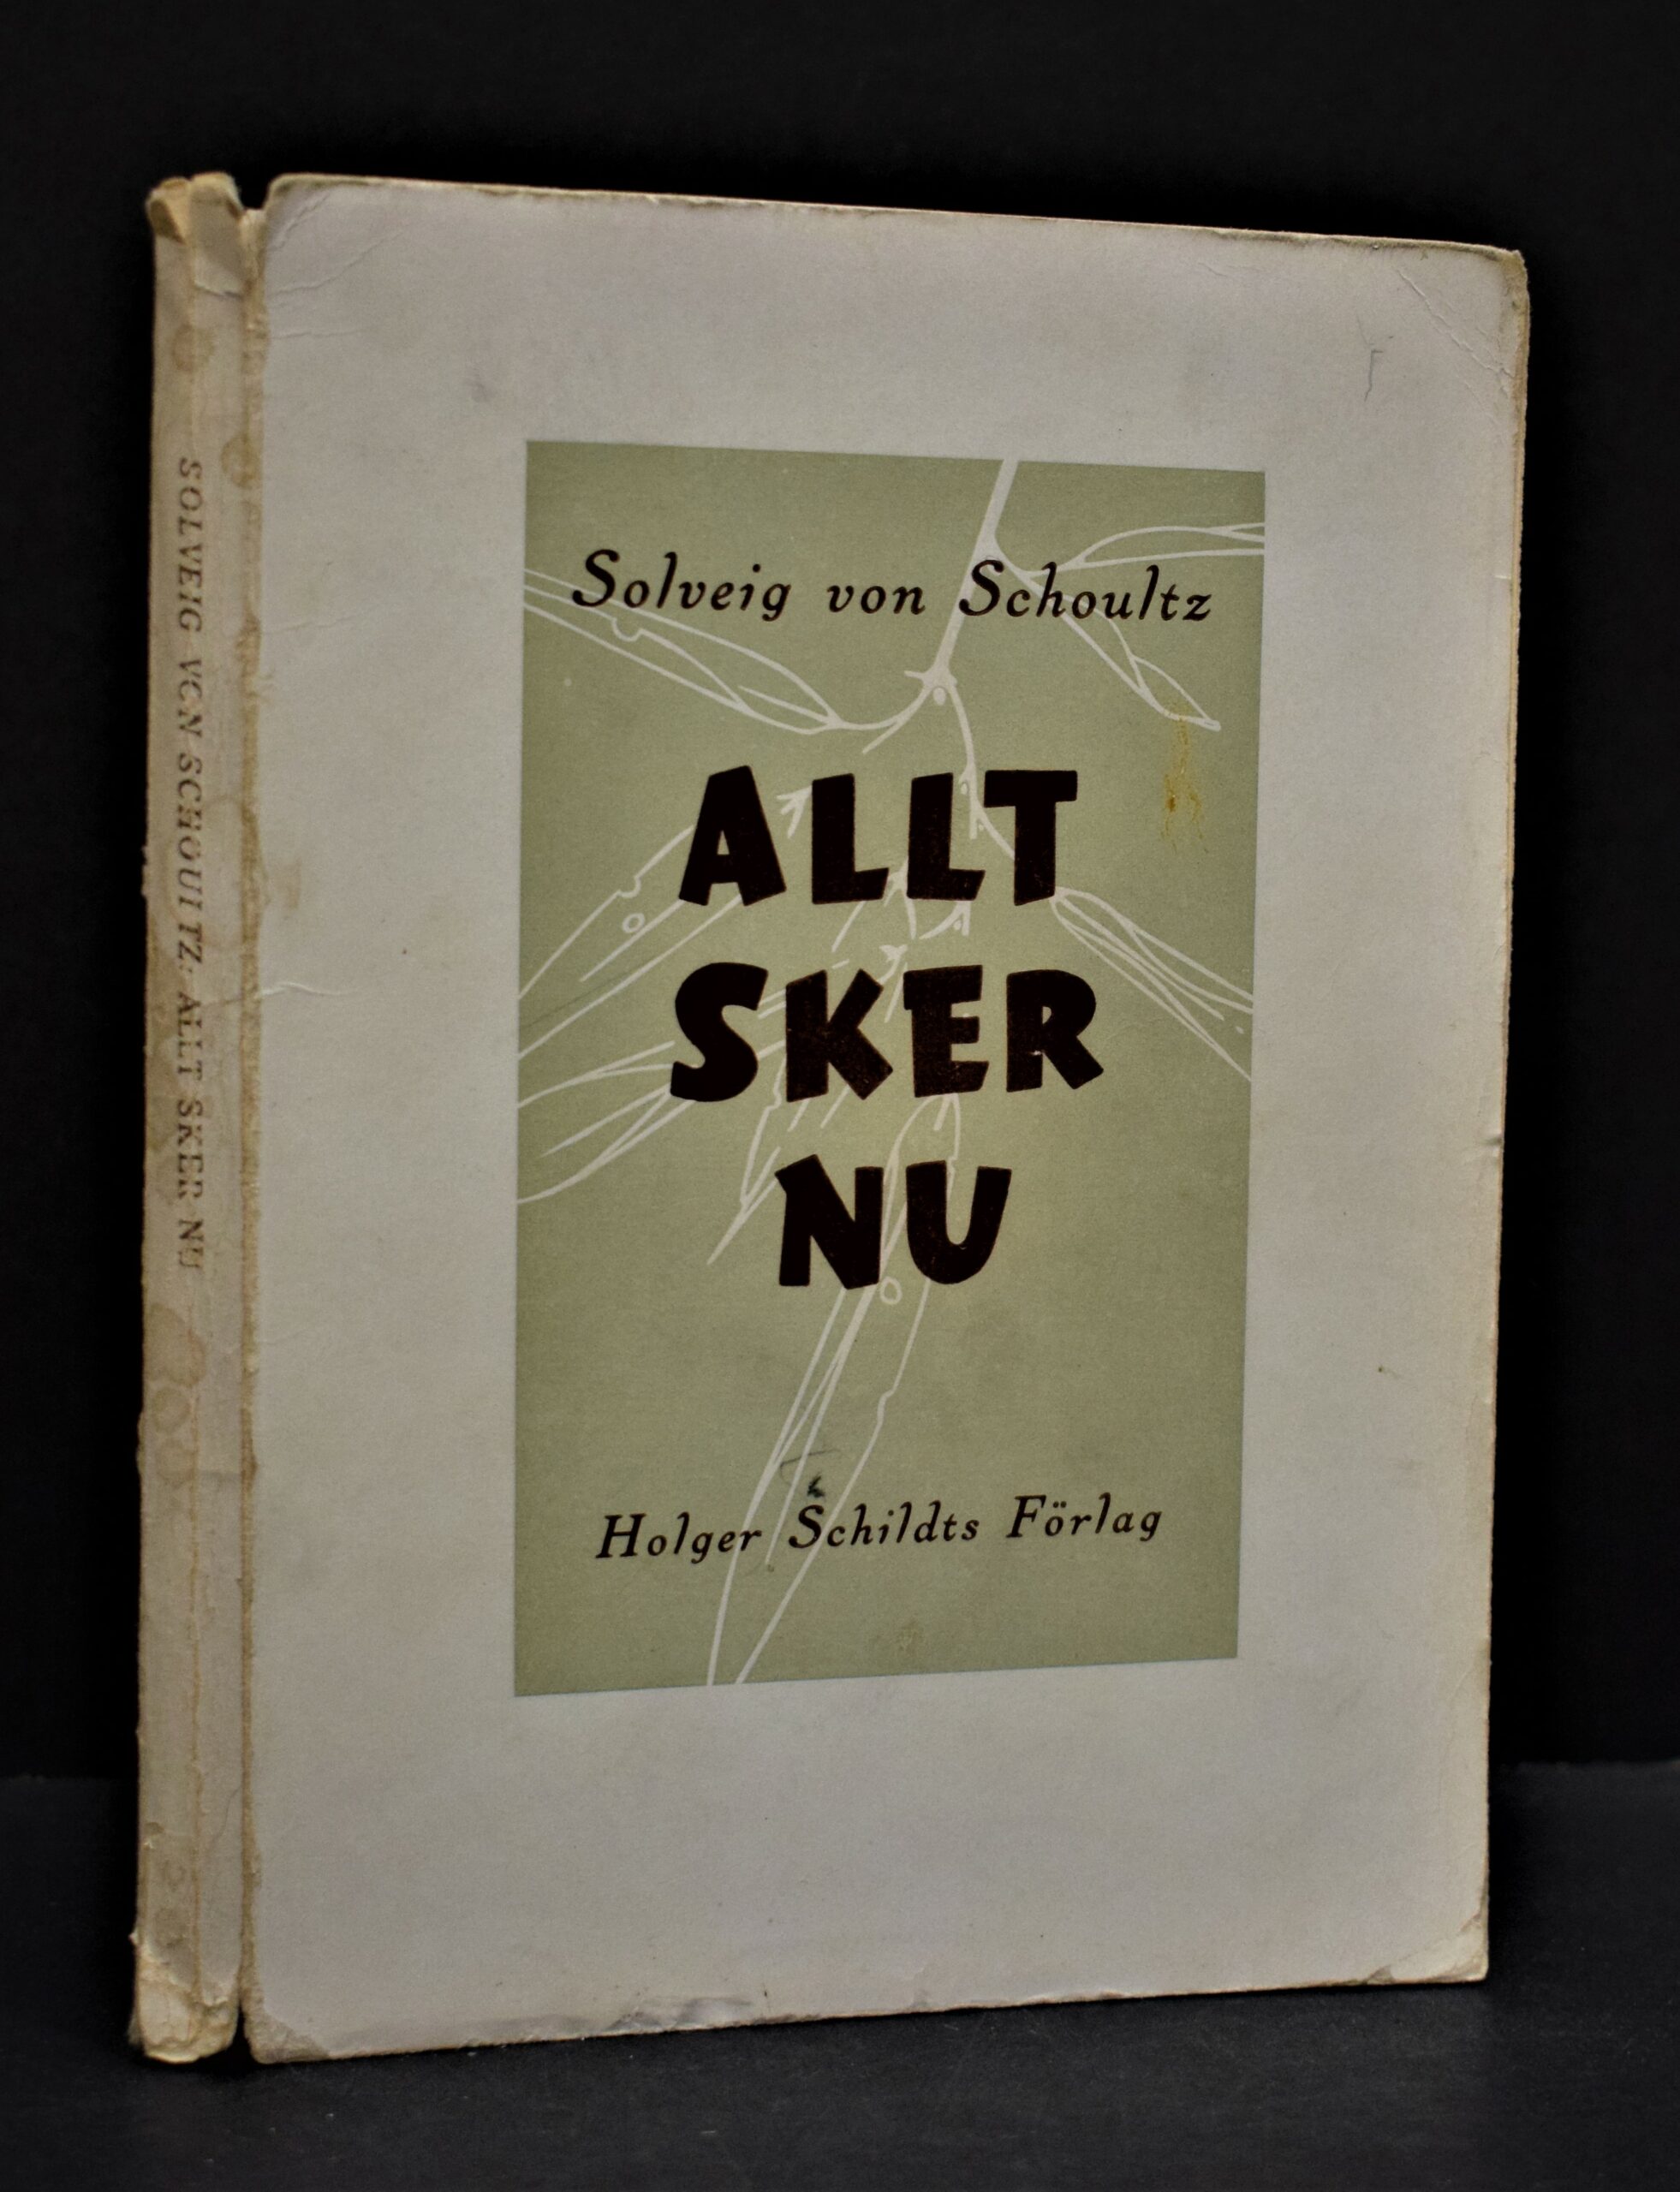 SOLVEIG VON SCHOULTZ: ALLT SKER NU
Solveig von Schoultz
ALLT
SKER
NU
Holger Schildts Förlag